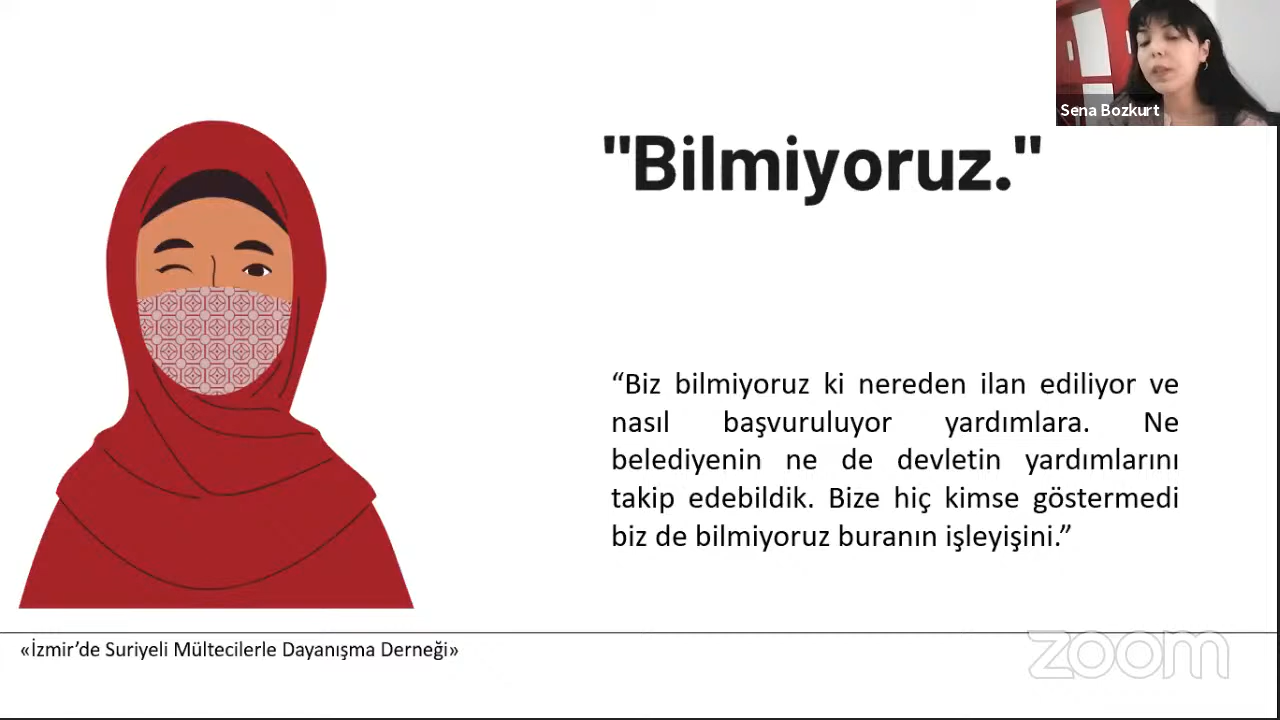 Sena Bozkurt
"Bilmiyoruz."
“Biz bilmiyoruz ki nereden ilan ediliyor ve
nasıl başvuruluyor yardımlara. Ne
belediyenin ne de devletin yardımlarını
takip edebildik. Bize hiç kimse göstermedi
biz de bilmiyoruz buranın işleyişini.”
«İzmir’de Suriyeli Mültecilerle Dayanışma Derneği»
zoom